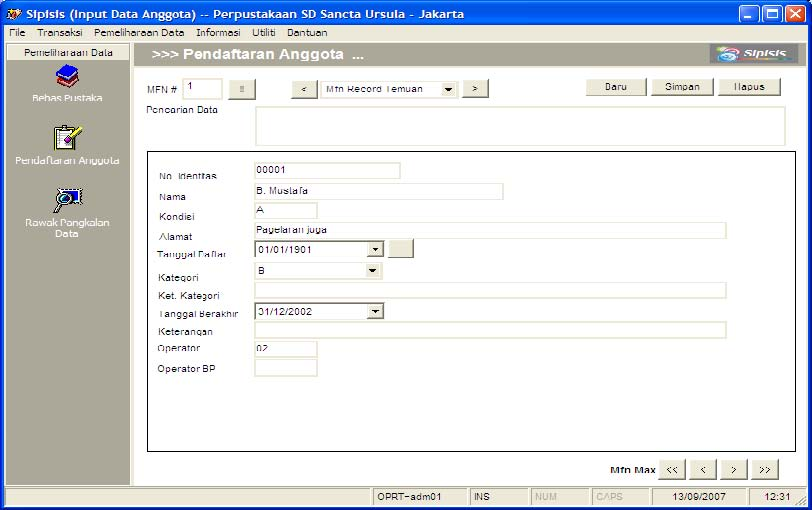 Sipisis (Input Data Anggota) -- Perpustakaan SD Sancta Ursula - Jakarta
File Transaksi Pemeliharaan Data Informasi Utiliti Bantuan
Pemeliharaan Data
>>> Pendaftaran Anggota ...
Sipisis
MFN # 1 !! < Mfn Record Temuan > Baru Simpan Hapus
Bebas Pustaka
Pencarian Data
Pendaftaran Anggota
No. Identitas 00001
Nama B. Mustafa
Kondisi A
Alamat Pagelaran juga
Rawak Pangkalan Data
Tanggal Daftar 01/01/1901
Kategori B
Ket. Kategori
Tanggal Berakhir 31/12/2002
Keterangan
Operator 02
Operator BP
Mfn Max << < > >>
OPRT-adm01 INS NUM CAPS 13/09/2007 12:31